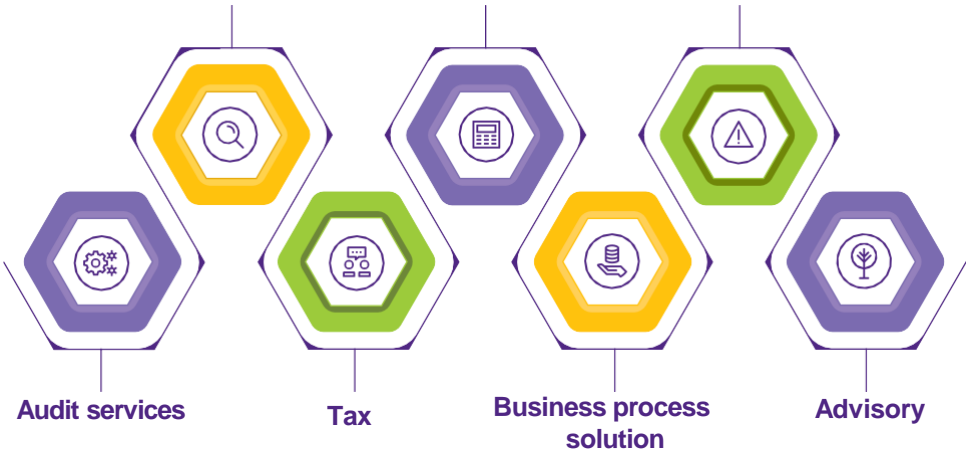 Audit services
Tax
Business process
solution
Advisory